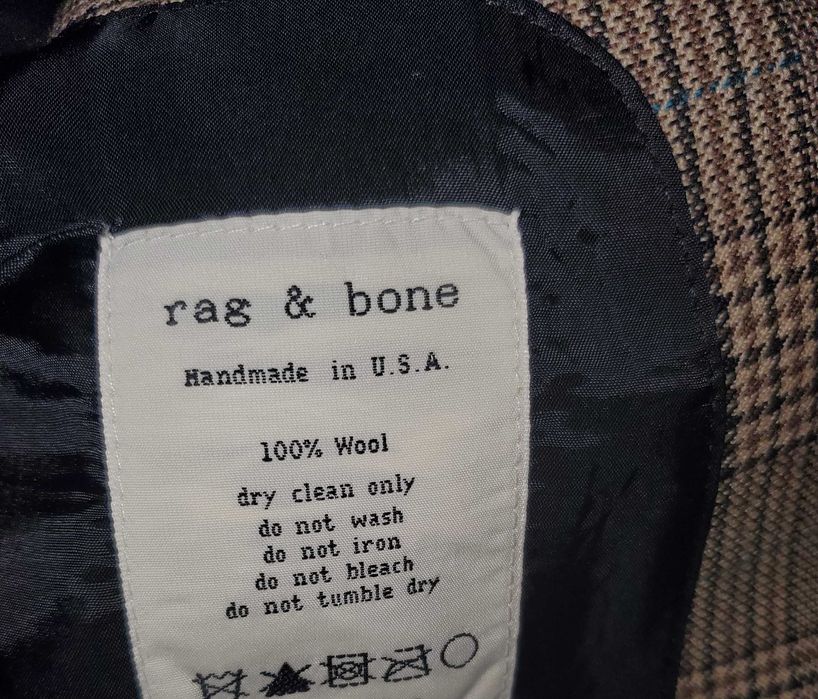 rag & bone
Handmade in U.S.A.
100% Wool
dry clean only
do not wash
do not iron
do not bleach
do not tumble dry